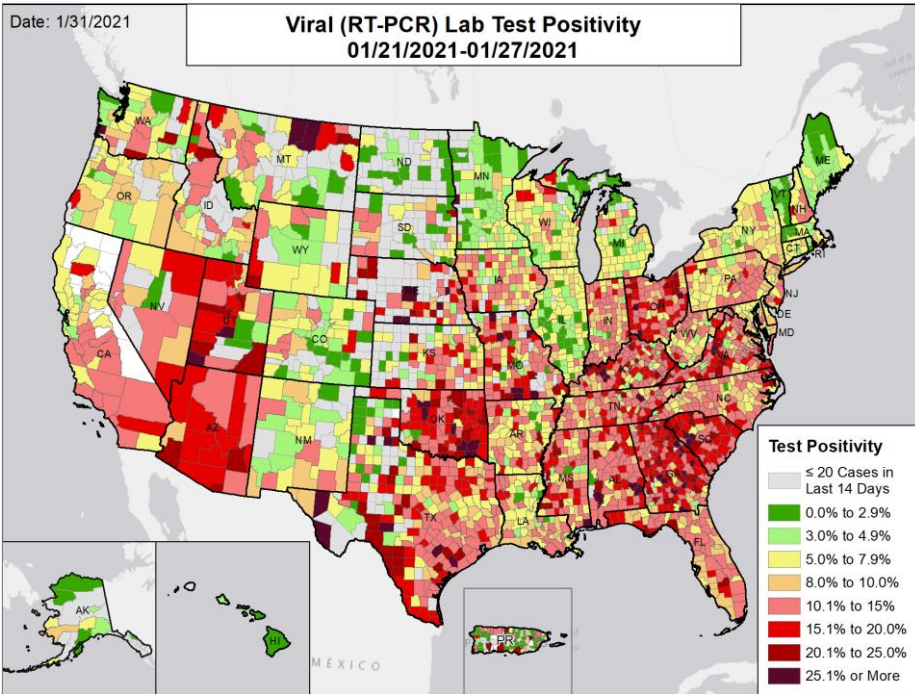 Date: 1/31/2021
Viral (RT-PCR) Lab Test Positivity
01/21/2021-01/27/2021
WA
MT
ND
MN
ME
OR
ID
SD
WI
VT
NH
WY
MI
NY
MA
CT
RI
IA
PA
NV
NJ
UT
CO
IN
OH
DE
MD
WV
CA
KS
MO
VA
KY
NC
AZ
NM
OK
AR
TN
SC
MS
AL
GA
TX
LA
FL
AK
HI
PR
MÉXICO
Test Positivity
≤ 20 Cases in
Last 14 Days
0.0% to 2.9%
3.0% to 4.9%
5.0% to 7.9%
8.0% to 10.0%
10.1% to 15%
15.1% to 20.0%
20.1% to 25.0%
25.1% or More